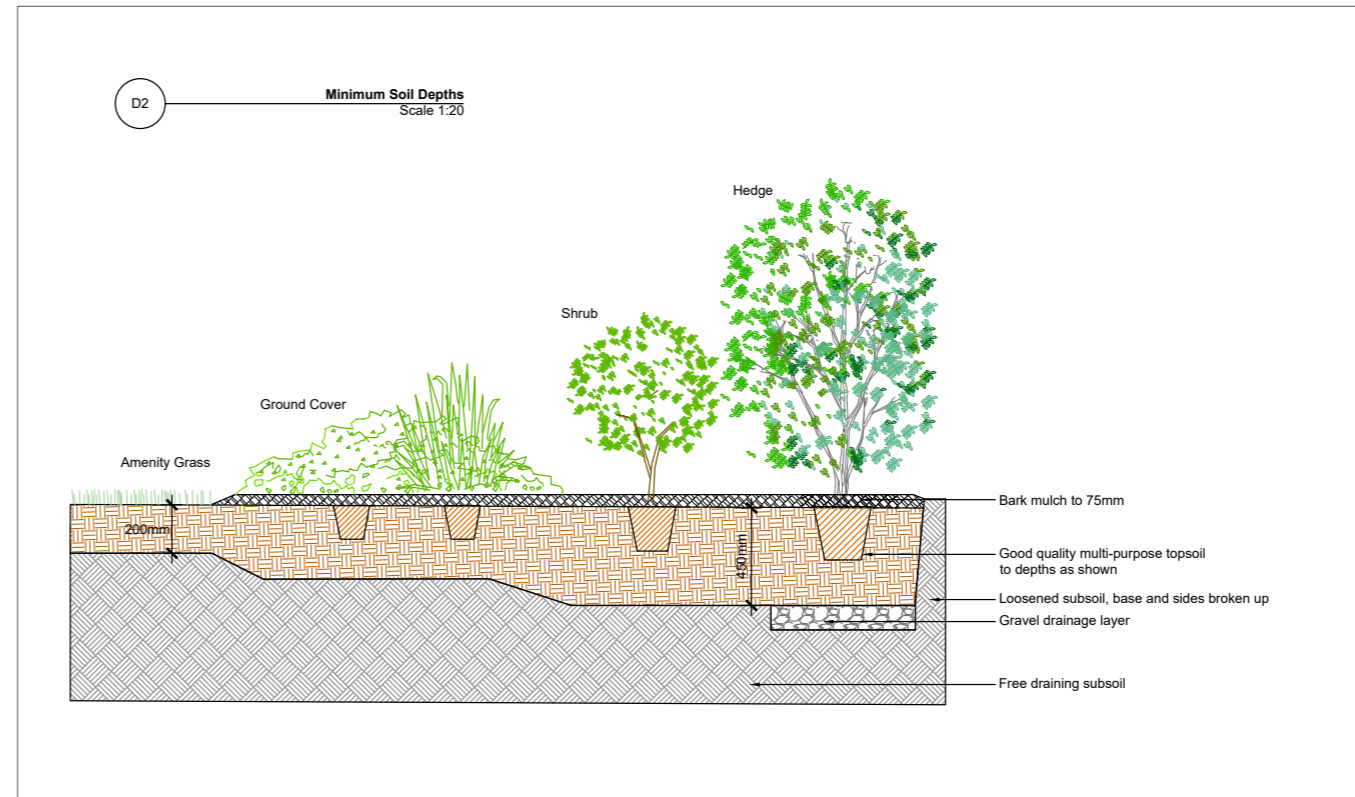 D2
Minimum Soil Depths
Scale 1:20
Hedge
Shrub
Ground Cover
Amenity Grass
200mm
450mm
Bark mulch to 75mm
Good quality multi-purpose topsoil
to depths as shown
Loosened subsoil, base and sides broken up
Gravel drainage layer
Free draining subsoil